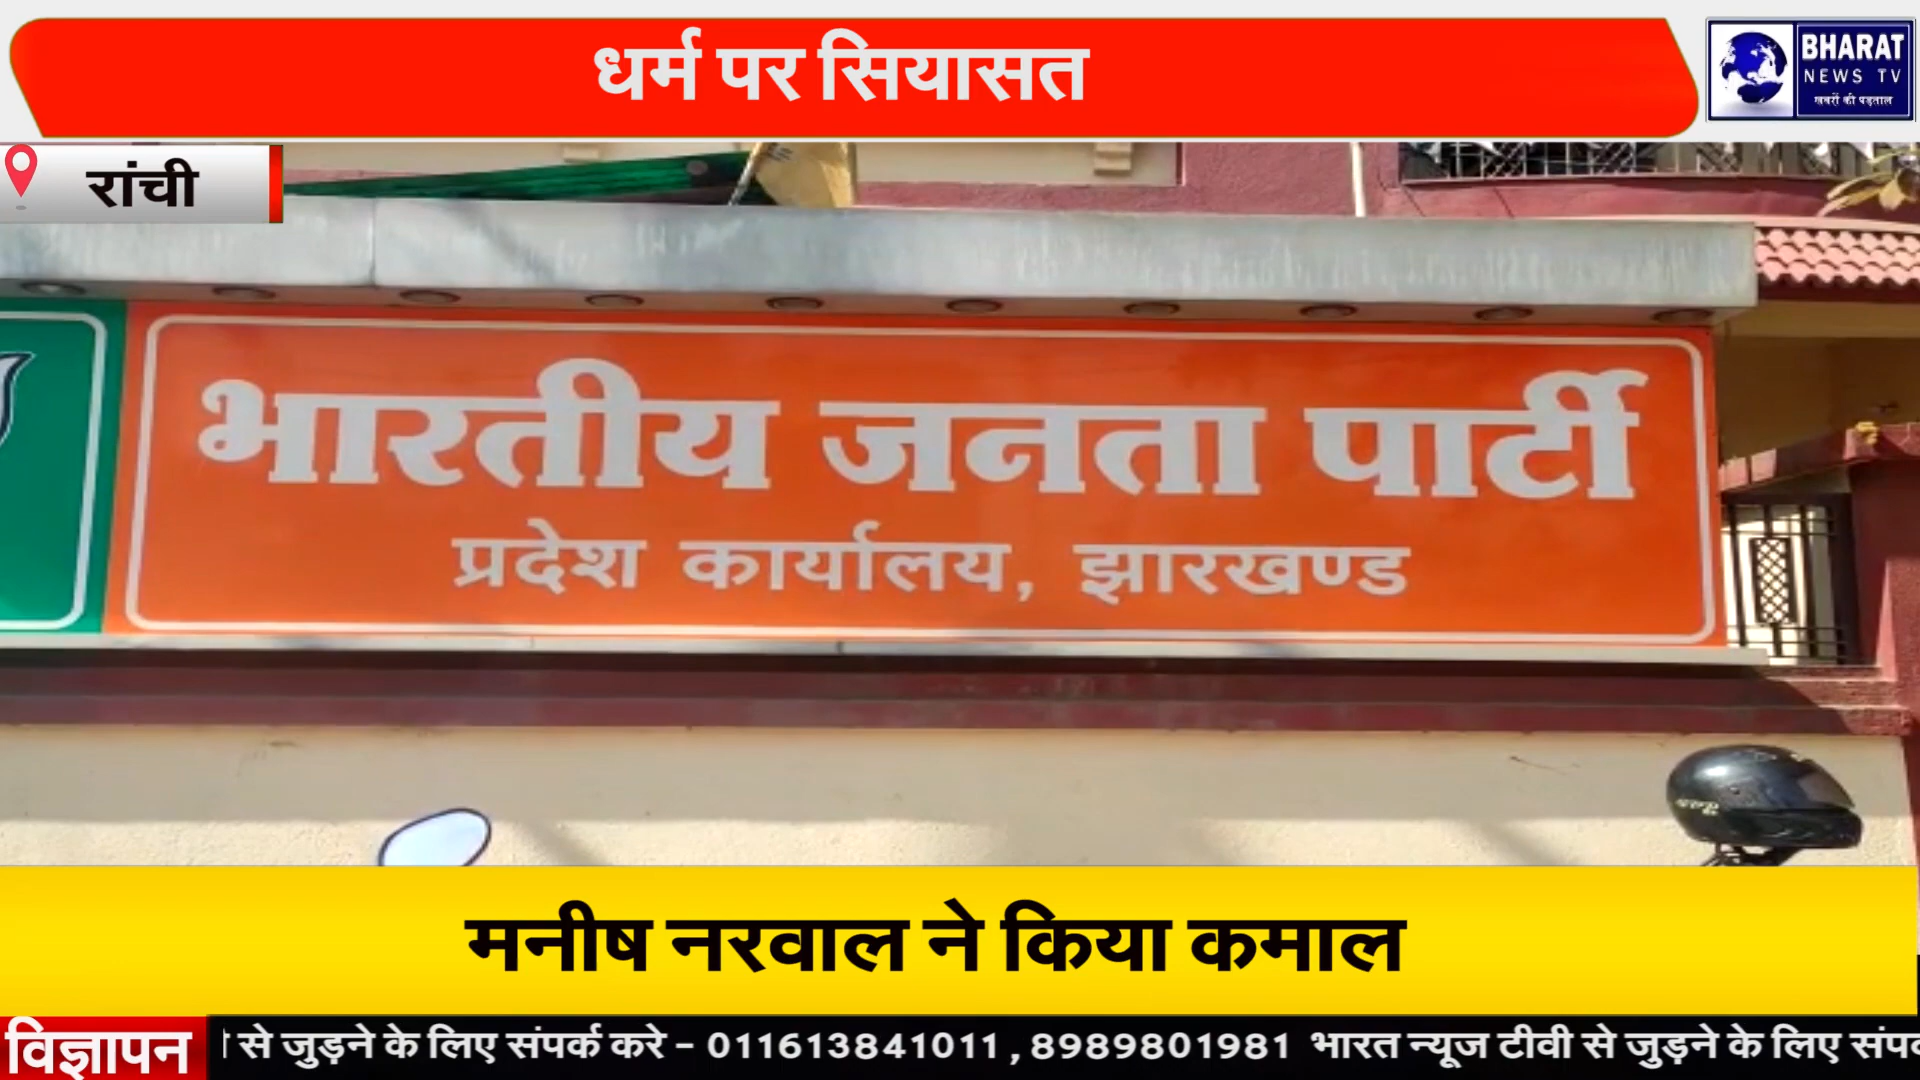 धर्म पर सियासत
BHARAT
NEWS TV
खबरों की पड़ताल
रांची
भारतीय जनता पार्टी
प्रदेश कार्यालय, झारखण्ड
मनीष नरवाल ने किया कमाल
विज्ञापन
से जुड़ने के लिए संपर्क करे - 011613841011 , 8989801981 भारत न्यूज टीवी से जुड़ने के लिए